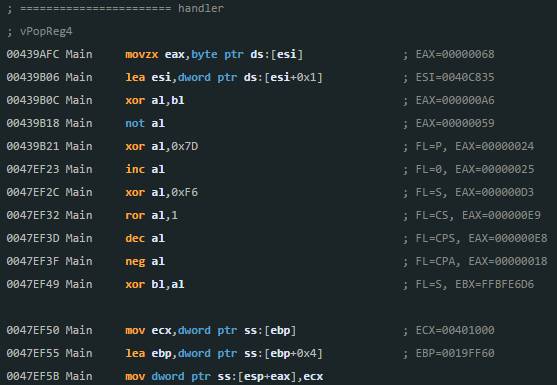 ; ======================= handler
; vPopReg4
00439AFC Main movzx eax,byte ptr ds:[esi] ; EAX=00000068
00439B06 Main lea esi,dword ptr ds:[esi+0x1] ; ESI=0040C835
00439B0C Main xor al,bl ; EAX=000000A6
00439B18 Main not al ; EAX=00000059
00439B21 Main xor al,0x7D ; FL=P, EAX=00000024
0047EF23 Main inc al ; FL=0, EAX=00000025
0047EF2C Main xor al,0xF6 ; FL=S, EAX=000000D3
0047EF32 Main ror al,1 ; FL=CS, EAX=000000E9
0047EF3D Main dec al ; FL=CPS, EAX=000000E8
0047EF3F Main neg al ; FL=CPA, EAX=00000018
0047EF49 Main xor bl,al ; FL=S, EBX=FFBFE6D6
0047EF50 Main mov ecx,dword ptr ss:[ebp] ; ECX=00401000
0047EF55 Main lea ebp,dword ptr ss:[ebp+0x4] ; EBP=0019FF60
0047EF5B Main mov dword ptr ss:[esp+eax],ecx